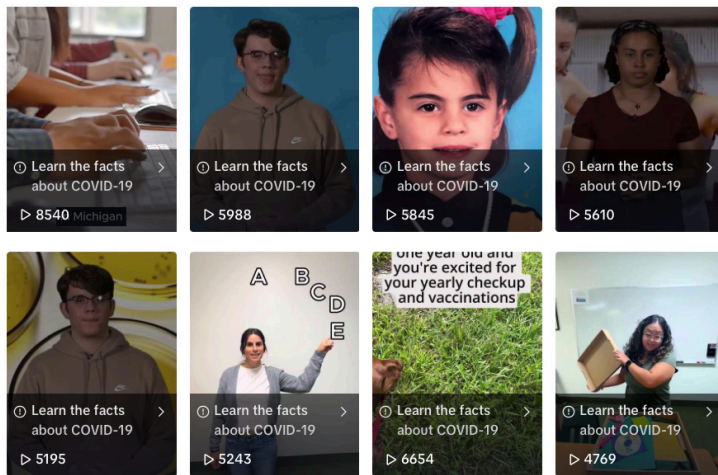 Learn the facts
about COVID-19
8540 Michigan
Learn the facts
about COVID-19
5988
Learn the facts
about COVID-19
5845
Learn the facts
about COVID-19
5610
Learn the facts
about COVID-19
5195
A B C D E
Learn the facts
about COVID-19
5243
one year old and
you're excited for
your yearly checkup
and vaccinations
Learn the facts
about COVID-19
6654
Learn the facts
about COVID-19
4769